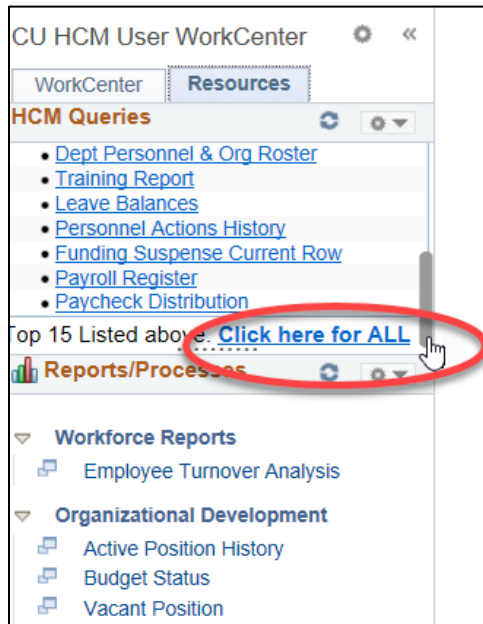 CU HCM User WorkCenter
WorkCenter Resources
HCM Queries
Dept Personnel & Org Roster
Training Report
Leave Balances
Personnel Actions History
Funding Suspense Current Row
Payroll Register
Paycheck Distribution
Top 15 Listed above. Click here for ALL
Reports/Processes
Workforce Reports
Employee Turnover Analysis
Organizational Development
Active Position History
Budget Status
Vacant Position